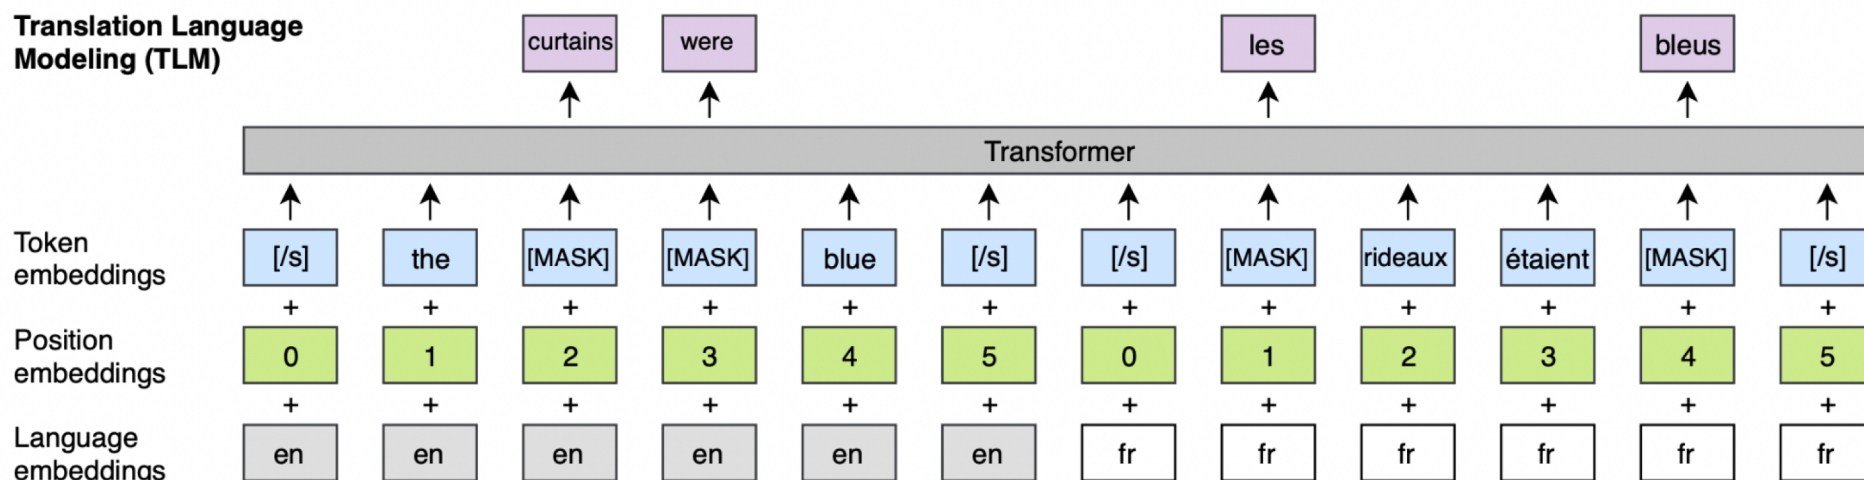 Translation Language
Modeling (TLM)
curtains were les bleus
Transformer
Token
embeddings
[/s] the [MASK] [MASK] blue [/s] [/s] [MASK] rideaux étaient [MASK] [/s]
+ + + + + + + + + + + +
Position
embeddings
0 1 2 3 4 5 0 1 2 3 4 5
+ + + + + + + + + + + +
Language
embeddings
en en en en en en fr fr fr fr fr fr